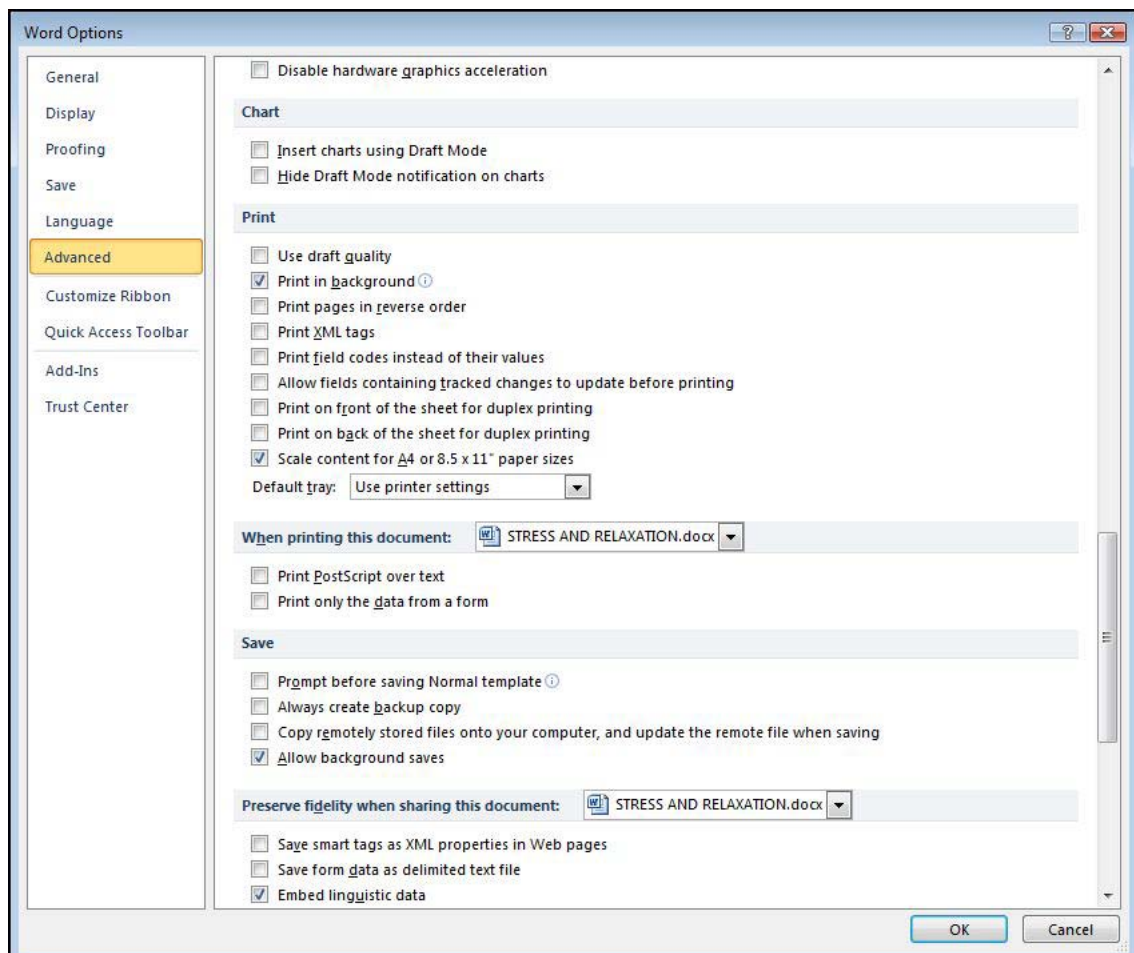 Word Options
General
Display
Proofing
Save
Language
Advanced
Customize Ribbon
Quick Access Toolbar
Add-Ins
Trust Center
Disable hardware graphics acceleration
Chart
Insert charts using Draft Mode
Hide Draft Mode notification on charts
Print
Use draft quality
Print in background
Print pages in reverse order
Print XML tags
Print field codes instead of their values
Allow fields containing tracked changes to update before printing
Print on front of the sheet for duplex printing
Print on back of the sheet for duplex printing
Scale content for A4 or 8.5 x 11" paper sizes
Default tray: Use printer settings
When printing this document: STRESS AND RELAXATION.docx
Print PostScript over text
Print only the data from a form
Save
Prompt before saving Normal template
Always create backup copy
Copy remotely stored files onto your computer, and update the remote file when saving
Allow background saves
Preserve fidelity when sharing this document: STRESS AND RELAXATION.docx
Save smart tags as XML properties in Web pages
Save form data as delimited text file
Embed linguistic data
OK Cancel